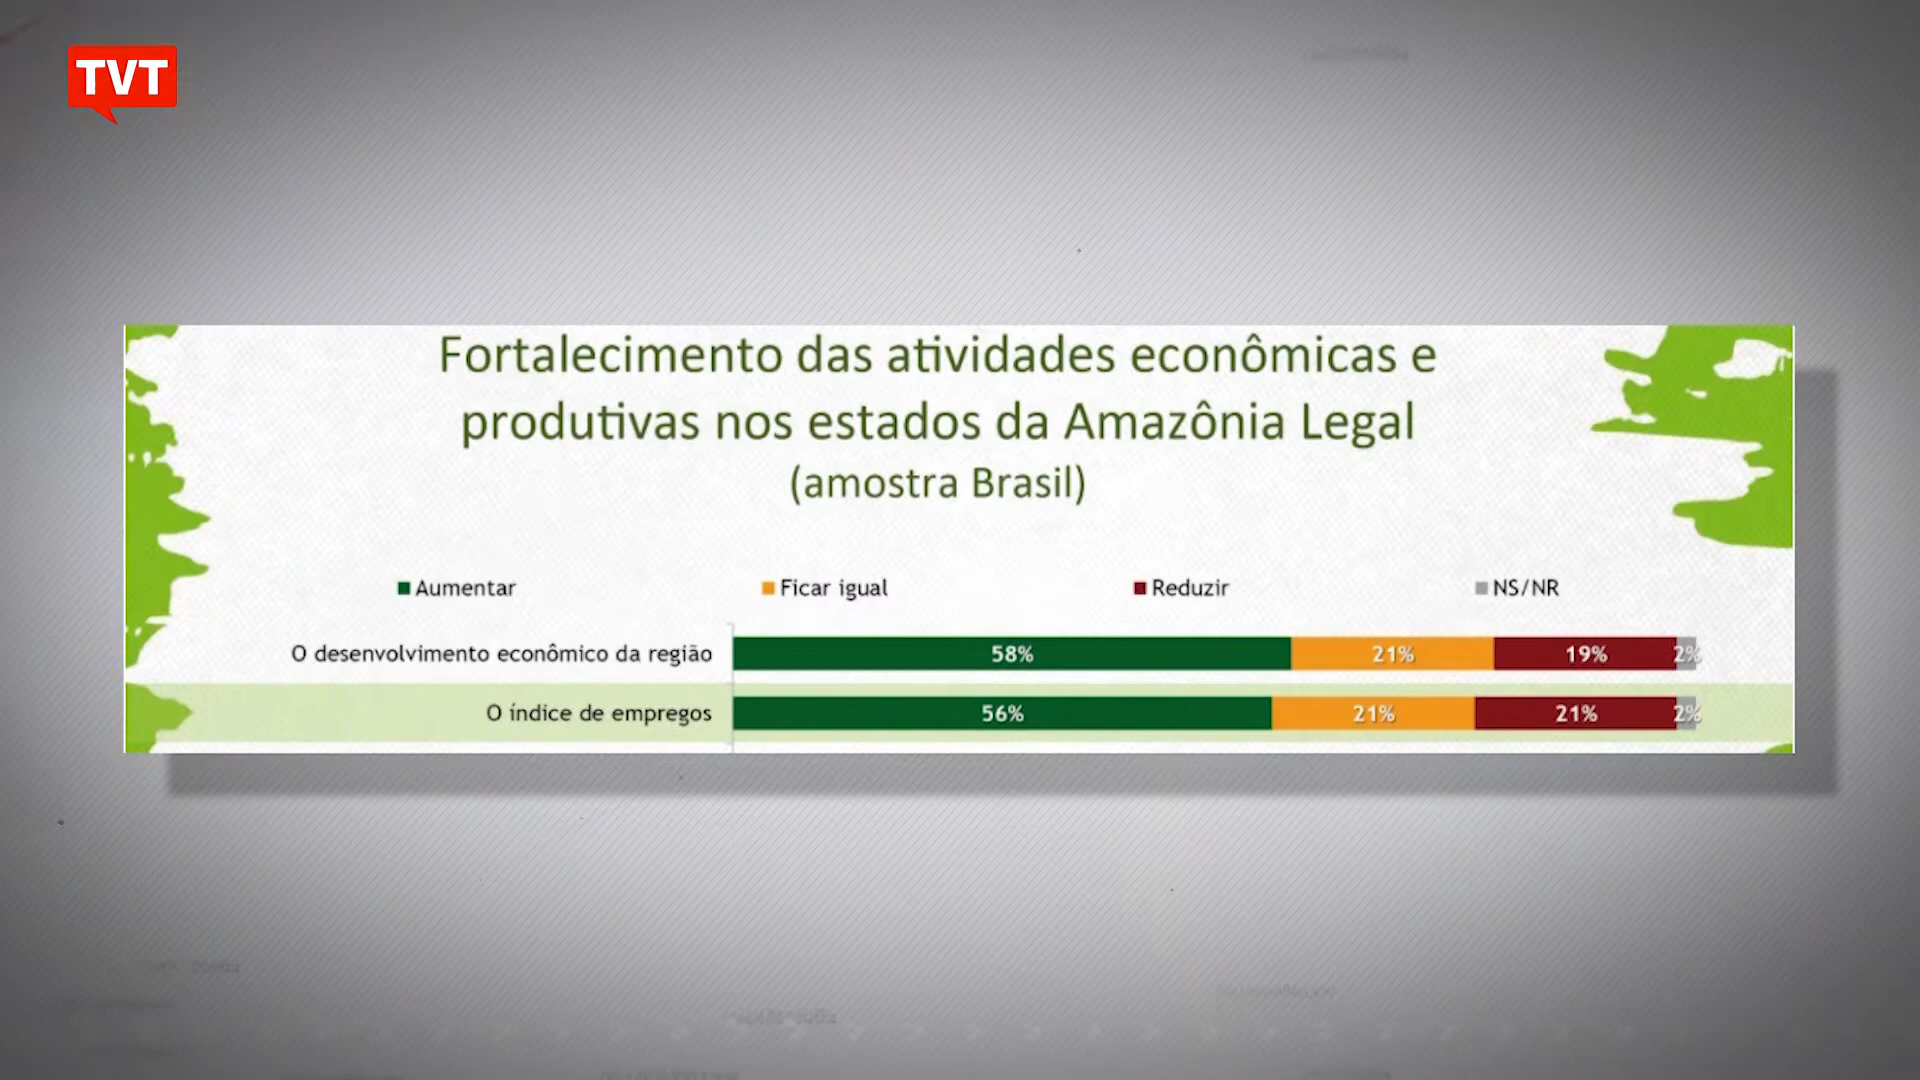 TVT
Fortalecimento das atividades econômicas e
produtivas nos estados da Amazônia Legal
(amostra Brasil)
Aumentar Ficar igual Reduzir NS/NR
O desenvolvimento econômico da região 58% 21% 19% 2%
O índice de empregos 56% 21% 21% 2%